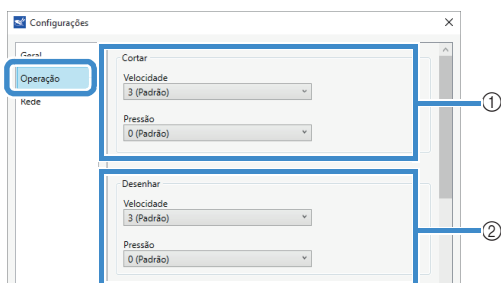 Configurações
Geral
Operação
Rede
Cortar
Velocidade
3 (Padrão)
Pressão
0 (Padrão)
①
Desenhar
Velocidade
3 (Padrão)
Pressão
0 (Padrão)
②